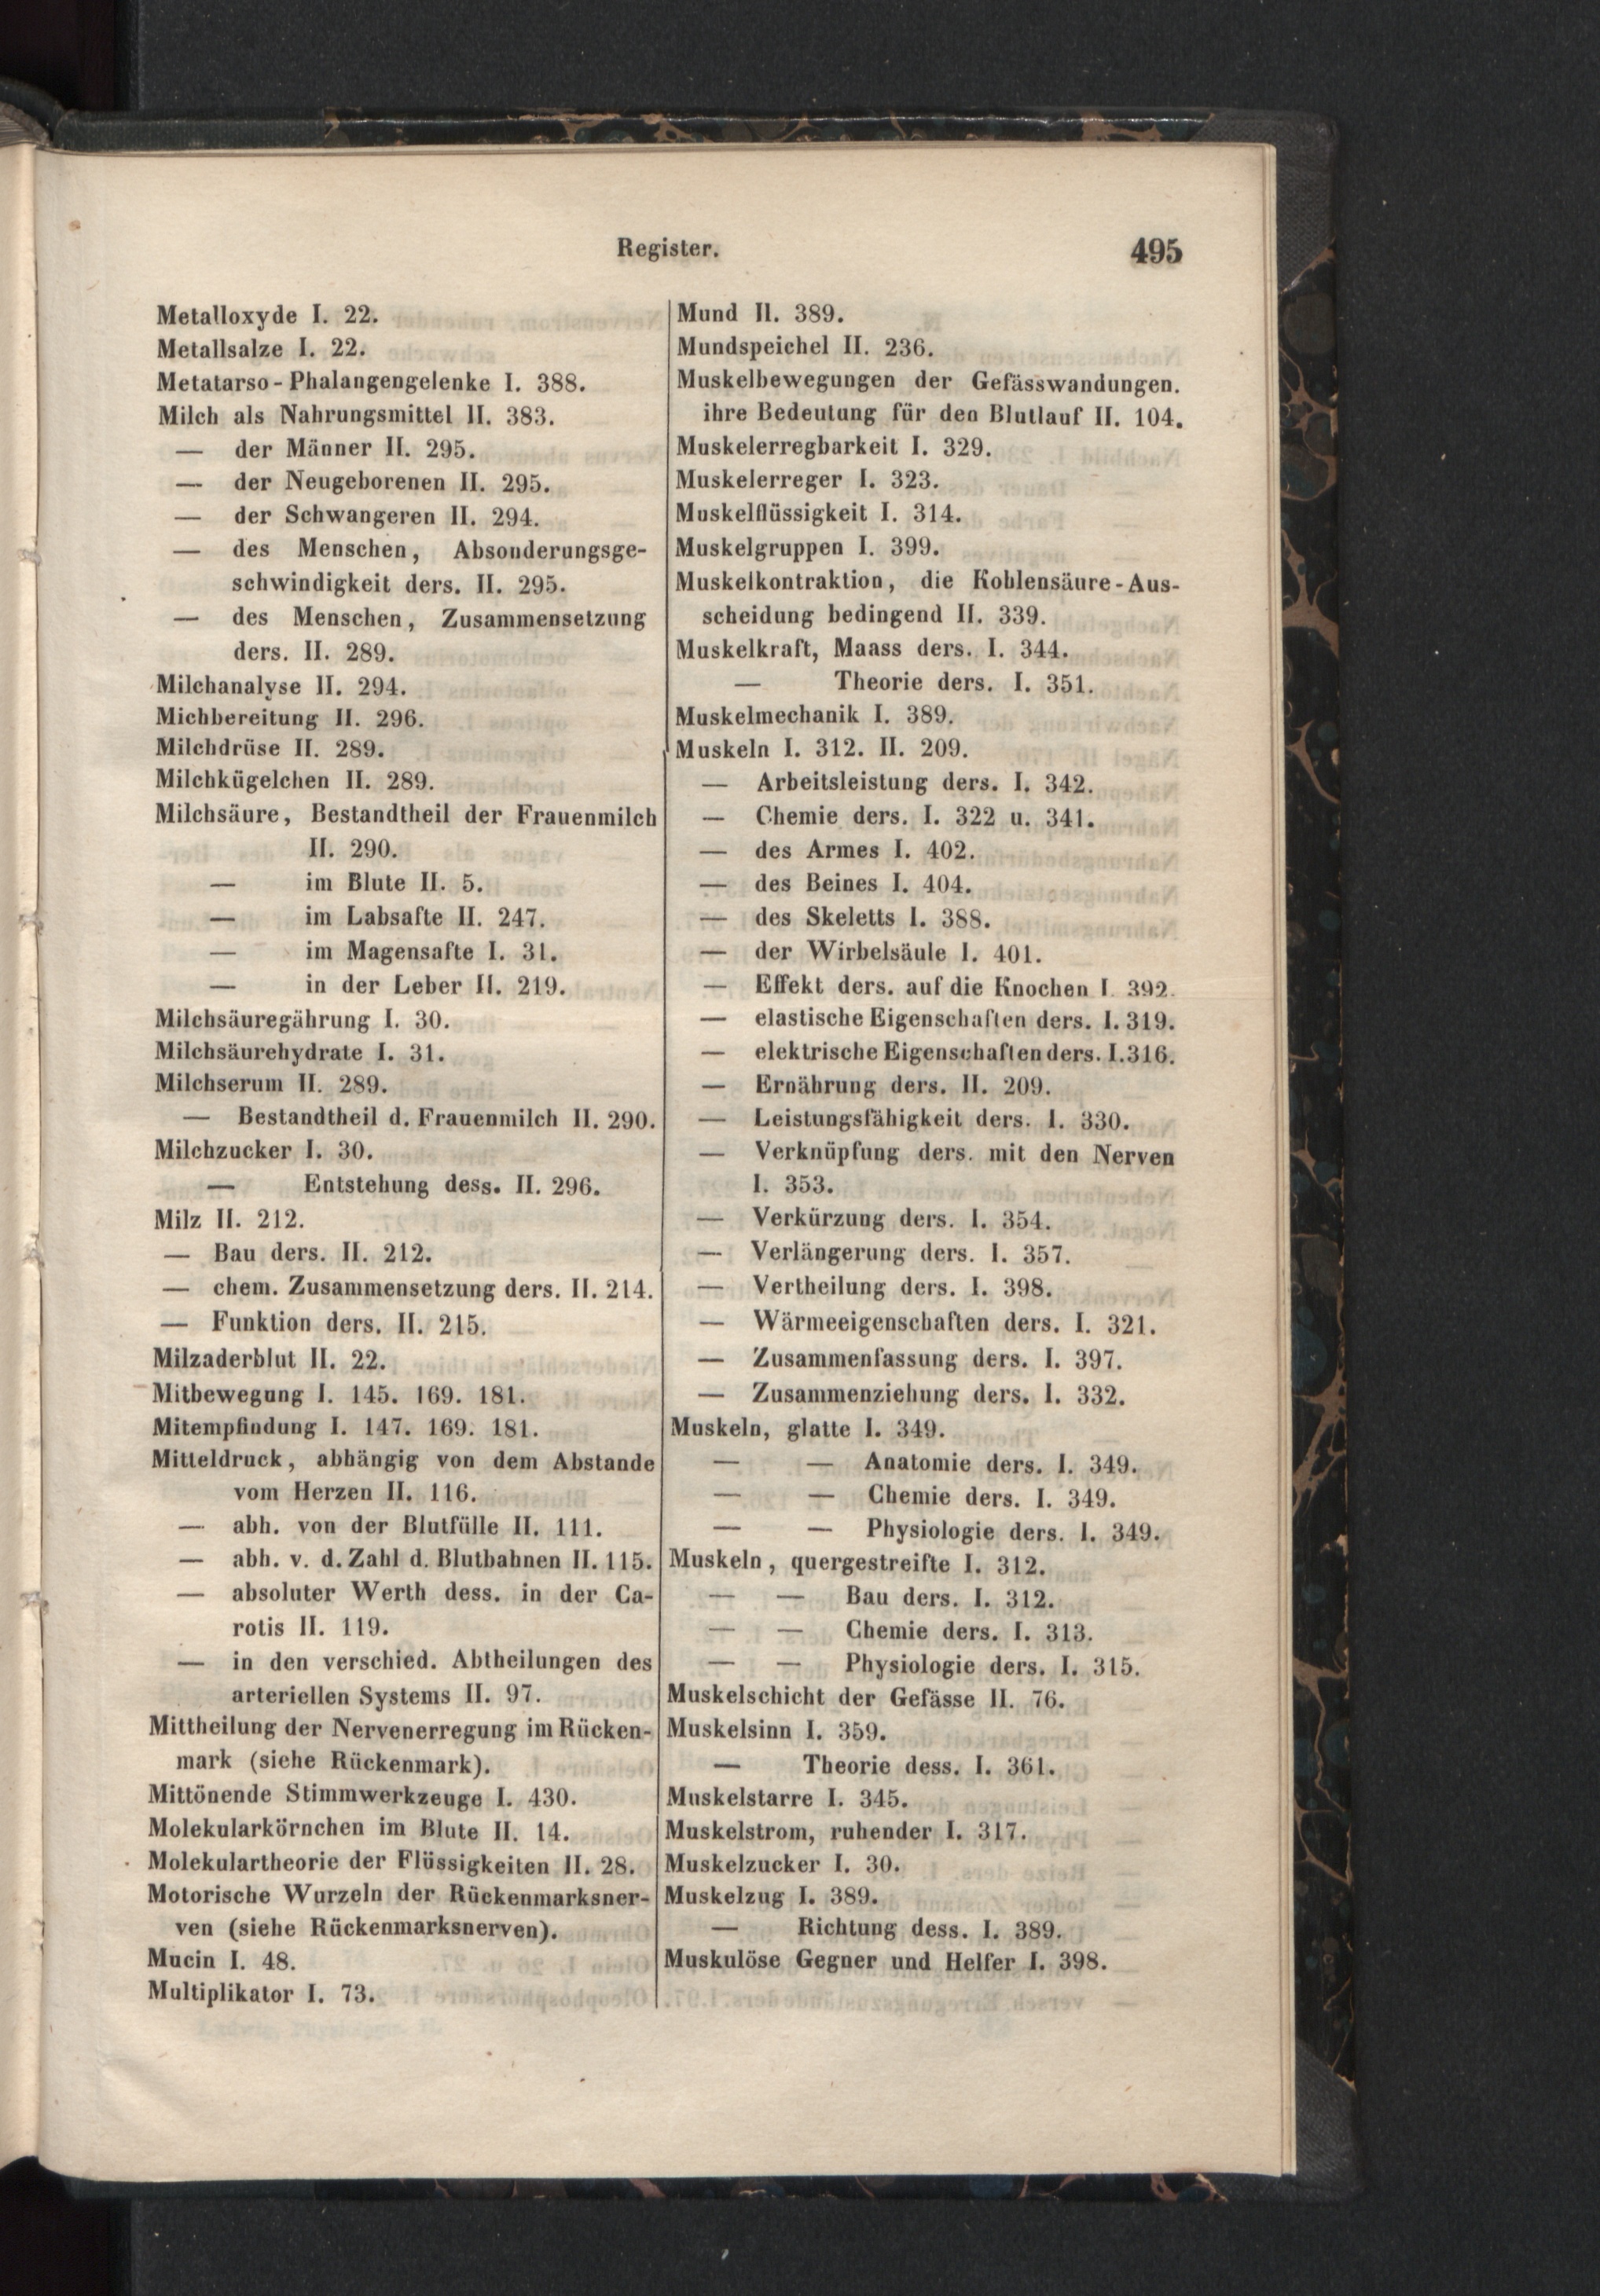 Register.
495
Metalloxyde I. 22.
Metallsalze I. 22.
Metatarso-Phalangengelenke I. 388.
Milch als Nahrungsmittel II. 383.
— der Männer II. 295.
— der Neugeborenen II. 295.
— der Schwangeren II. 294.
— des Menschen, Absonderungsge-
schwindigkeit ders. II. 295.
— des Menschen, Zusammensetzung
ders. II. 289.
Milchanalyse II. 294.
Michbereitung II. 296.
Milchdrüse II. 289.
Milchkügelchen II. 289.
Milchsäure, Bestandtheil der Frauenmilch
II. 290.
— im Blute II. 5.
— im Labsafte II. 247.
— im Magensafte I. 31.
— in der Leber II. 219.
Milchsäuregährung I. 30.
Milchsäurehydrate I. 31.
Milchserum II. 289.
— Bestandtheil d. Frauenmilch II. 290.
Milchzucker I. 30.
— Entstehung dess. II. 296.
Milz II. 212.
— Bau ders. II. 212.
— chem. Zusammensetzung ders. II. 214.
— Funktion ders. II. 215.
Milzaderblut II. 22.
Mitbewegung I. 145. 169. 181.
Mitempfindung I. 147. 169. 181.
Mitteldruck, abhängig von dem Abstande
vom Herzen II. 116.
— abh. von der Blutfülle II. 111.
— abh. v. d. Zahl d. Blutbahnen II. 115.
— absoluter Werth dess. in der Ca-
rotis II. 119.
— in den verschied. Abtheilungen des
arteriellen Systems II. 97.
Mittheilung der Nervenerregung im Rücken-
mark (siehe Rückenmark).
Mittönende Stimmwerkzeuge I. 430.
Molekularkörnchen im Blute II. 14.
Molekulartheorie der Flüssigkeiten II. 28.
Motorische Wurzeln der Rückenmarksner-
ven (siehe Rückenmarksnerven).
Mucin I. 48.
Multiplikator I. 73.
Mund II. 389.
Mundspeichel II. 236.
Muskelbewegungen der Gefässwandungen.
ihre Bedeutung für den Blutlauf II. 104.
Muskelerregbarkeit I. 329.
Muskelerreger I. 323.
Muskelflüssigkeit I. 314.
Muskelgruppen I. 399.
Muskelkontraktion, die Kohlensäure-Aus-
scheidung bedingend II. 339.
Muskelkraft, Maass ders. I. 344.
— Theorie ders. I. 351.
Muskelmechanik I. 389.
Muskeln I. 312. II. 209.
— Arbeitsleistung ders. I. 342.
— Chemie ders. I. 322 u. 341.
— des Armes I. 402.
— des Beines I. 404.
— des Skeletts I. 388.
— der Wirbelsäule I. 401.
— Effekt ders. auf die Knochen I. 392.
— elastische Eigenschaften ders. I. 319.
— elektrische Eigenschaften ders. I. 316.
— Ernährung ders. II. 209.
— Leistungsfähigkeit ders. I. 330.
— Verknüpfung ders. mit den Nerven
I. 353.
— Verkürzung ders. I. 354.
— Verlängerung ders. I. 357.
— Vertheilung ders. I. 398.
— Wärmeeigenschaften ders. I. 321.
— Zusammenfassung ders. I. 397.
— Zusammenziehung ders. I. 332.
Muskeln, glatte I. 349.
— — Anatomie ders. I. 349.
— — Chemie ders. I. 349.
— — Physiologie ders. I. 349.
Muskeln, quergestreifte I. 312.
— — Bau ders. I. 312.
— — Chemie ders. I. 313.
— — Physiologie ders. I. 315.
Muskelschicht der Gefässe II. 76.
Muskelsinn I. 359.
— Theorie dess. I. 361.
Muskelstarre I. 345.
Muskelstrom, ruhender I. 317.
Muskelzucker I. 30.
Muskelzug I. 389.
— Richtung dess. I. 389.
Muskulöse Gegner und Helfer I. 398.